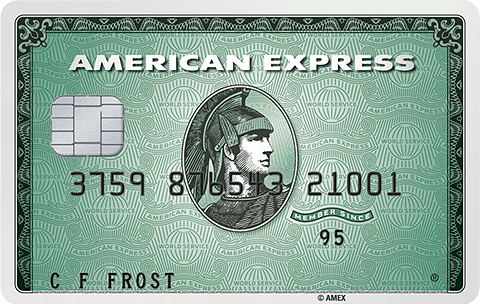 AMERICAN EXPRESS
3759 876543 21001
MEMBER SINCE
95
C F FROST
®
© AMEX